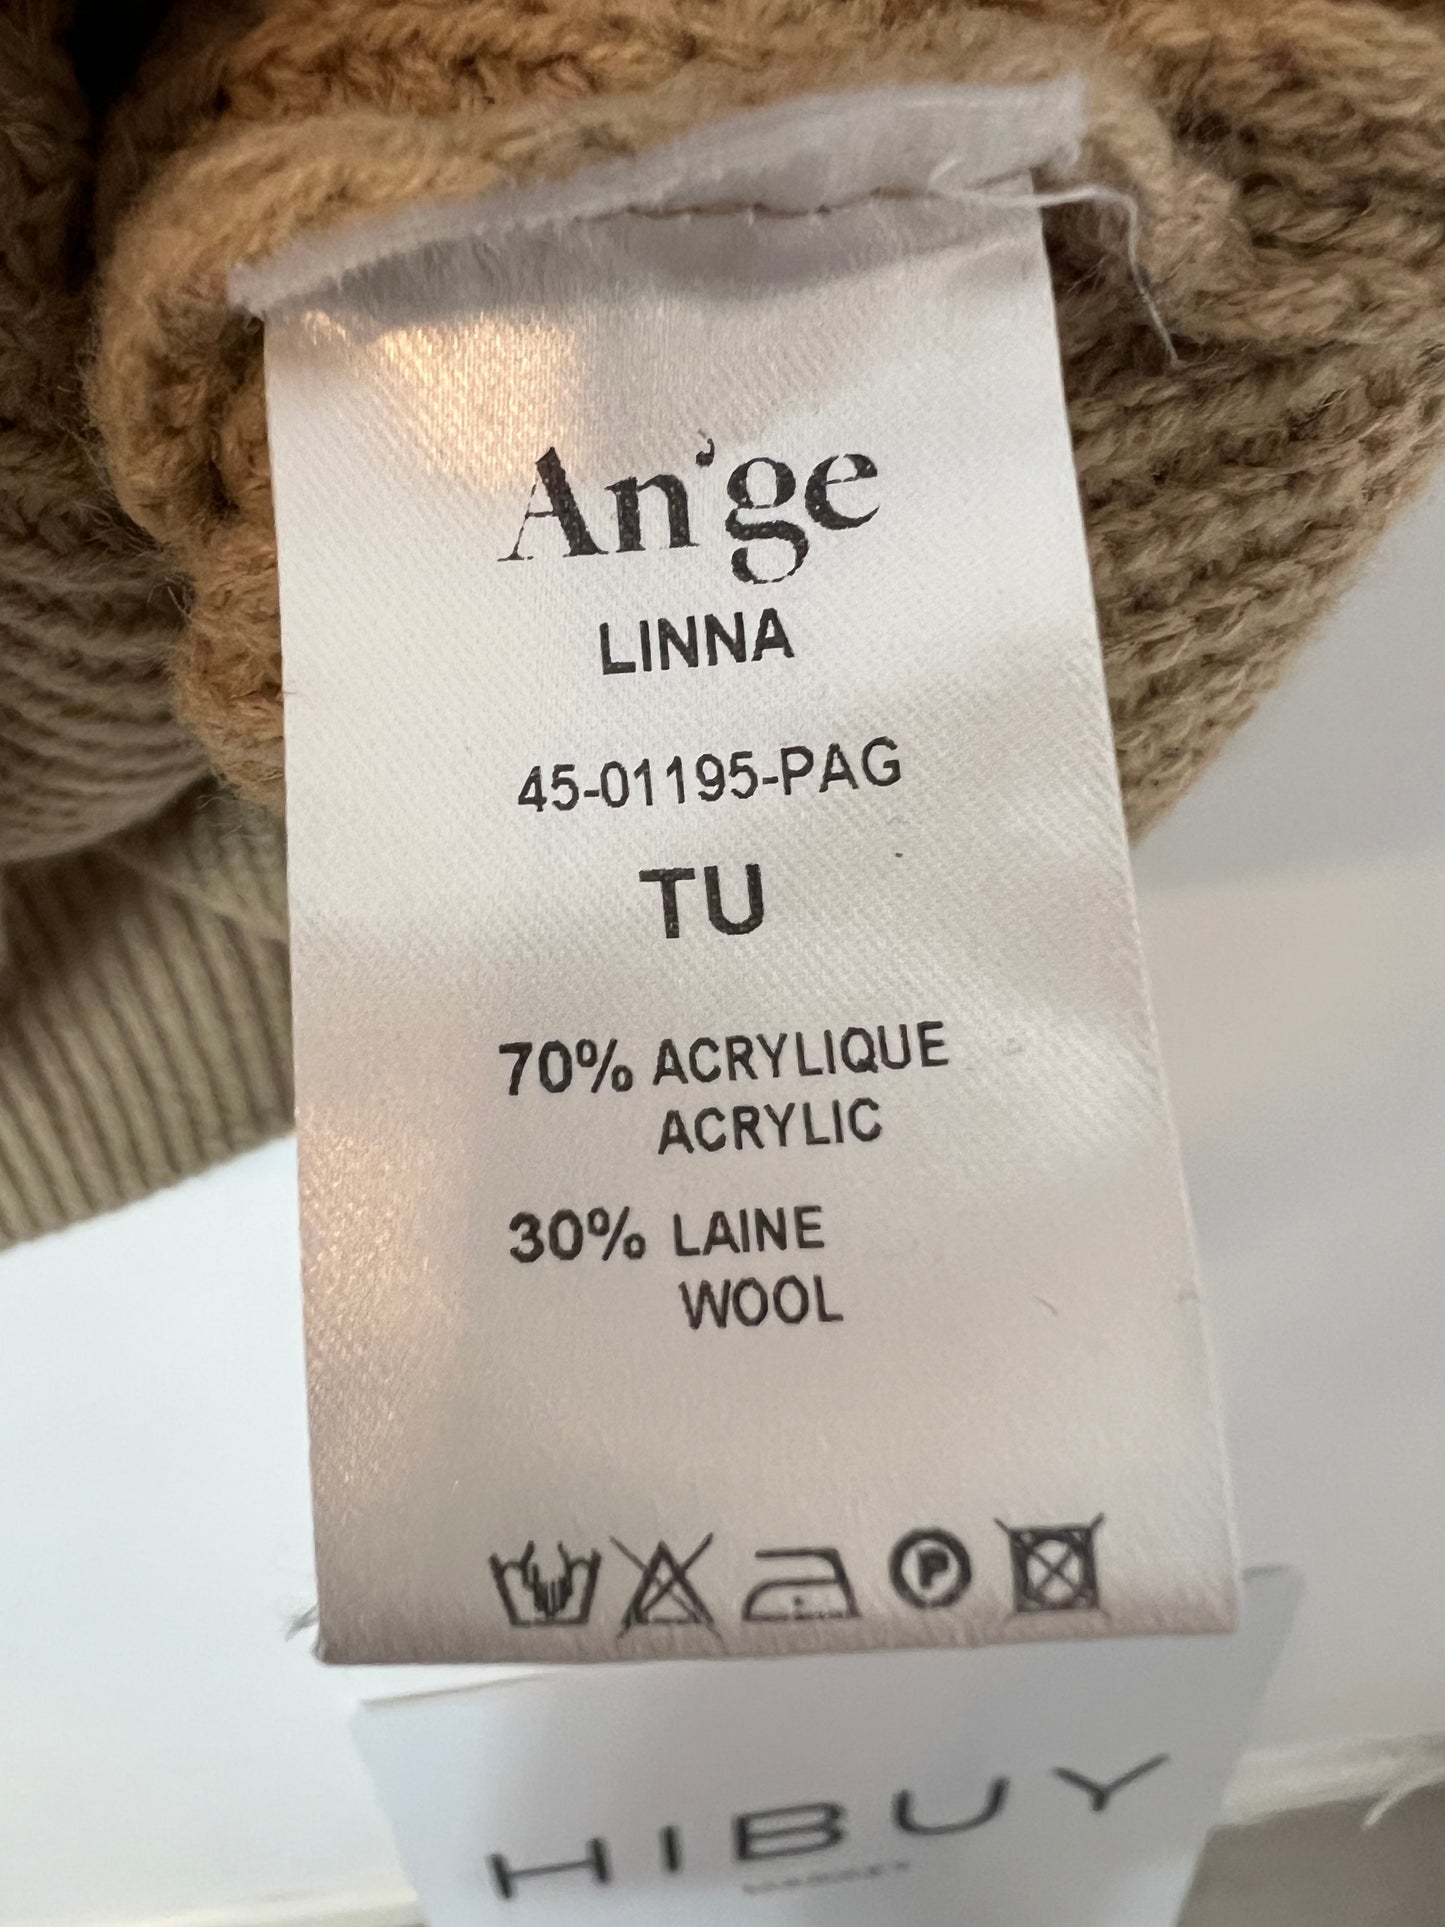 An'ge
LINNA
45-01195-PAG
TU
70% ACRYLIQUE
ACRYLIC
30% LAINE
WOOL
P
HIBUY